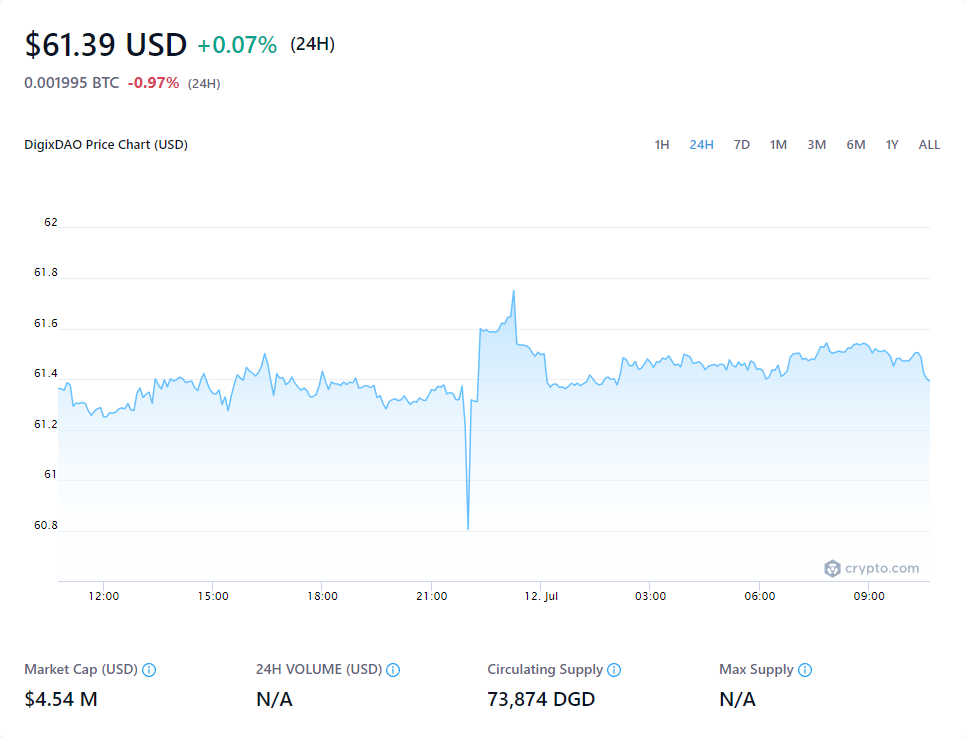 $61.39 USD +0.07% (24H)
0.001995 BTC -0.97% (24H)
DigixDAO Price Chart (USD) 1H 24H 7D 1M 3M 6M 1Y ALL
62
61.8
61.6
61.4
61.2
61
60.8
crypto.com
12:00 15:00 18:00 21:00 12. Jul 03:00 06:00 09:00
Market Cap (USD) 24H VOLUME (USD) Circulating Supply Max Supply
$4.54 M N/A 73,874 DGD N/A